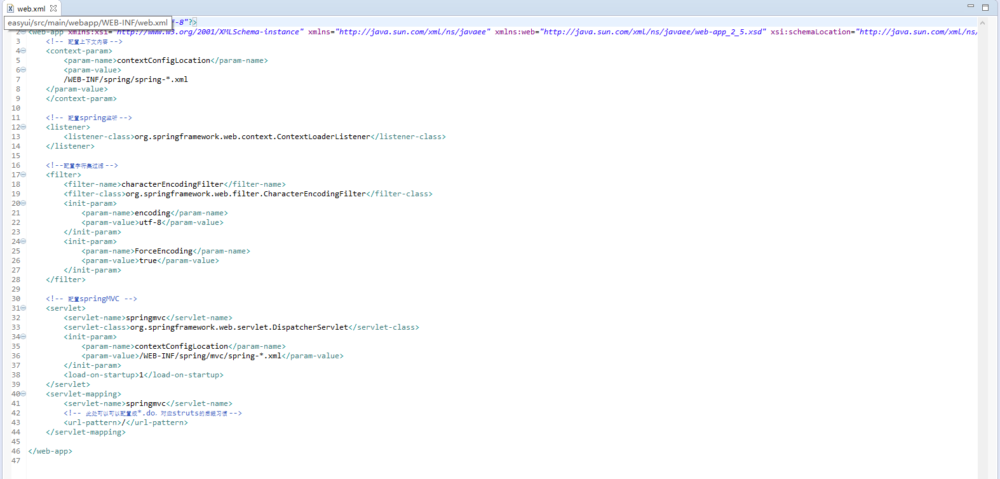 web.xml
easyui/src/main/webapp/WEB-INF/web.xml
F-8"?>
2 <web-app xmlns:xsi="http://www.w3.org/2001/XMLSchema-instance" xmlns="http://java.sun.com/xml/ns/javaee" xmlns:web="http://java.sun.com/xml/ns/javaee/web-app_2_5.xsd" xsi:schemaLocation="http://java.sun.com/xml/ns/
3 <!-- 配置上下文内容 -->
4 <context-param>
5 <param-name>contextConfigLocation</param-name>
6 <param-value>
7 /WEB-INF/spring/spring-*.xml
8 </param-value>
9 </context-param>
10
11 <!-- 配置spring监听 -->
12 <listener>
13 <listener-class>org.springframework.web.context.ContextLoaderListener</listener-class>
14 </listener>
15
16 <!--配置字符集过滤 -->
17 <filter>
18 <filter-name>characterEncodingFilter</filter-name>
19 <filter-class>org.springframework.web.filter.CharacterEncodingFilter</filter-class>
20 <init-param>
21 <param-name>encoding</param-name>
22 <param-value>utf-8</param-value>
23 </init-param>
24 <init-param>
25 <param-name>ForceEncoding</param-name>
26 <param-value>true</param-value>
27 </init-param>
28 </filter>
29
30 <!-- 配置springMVC -->
31 <servlet>
32 <servlet-name>springmvc</servlet-name>
33 <servlet-class>org.springframework.web.servlet.DispatcherServlet</servlet-class>
34 <init-param>
35 <param-name>contextConfigLocation</param-name>
36 <param-value>/WEB-INF/spring/mvc/spring-*.xml</param-value>
37 </init-param>
38 <load-on-startup>1</load-on-startup>
39 </servlet>
40 <servlet-mapping>
41 <servlet-name>springmvc</servlet-name>
42 <!-- 此处可以可以配置成*.do，对应struts的后缀习惯 -->
43 <url-pattern>/</url-pattern>
44 </servlet-mapping>
45
46 </web-app>
47